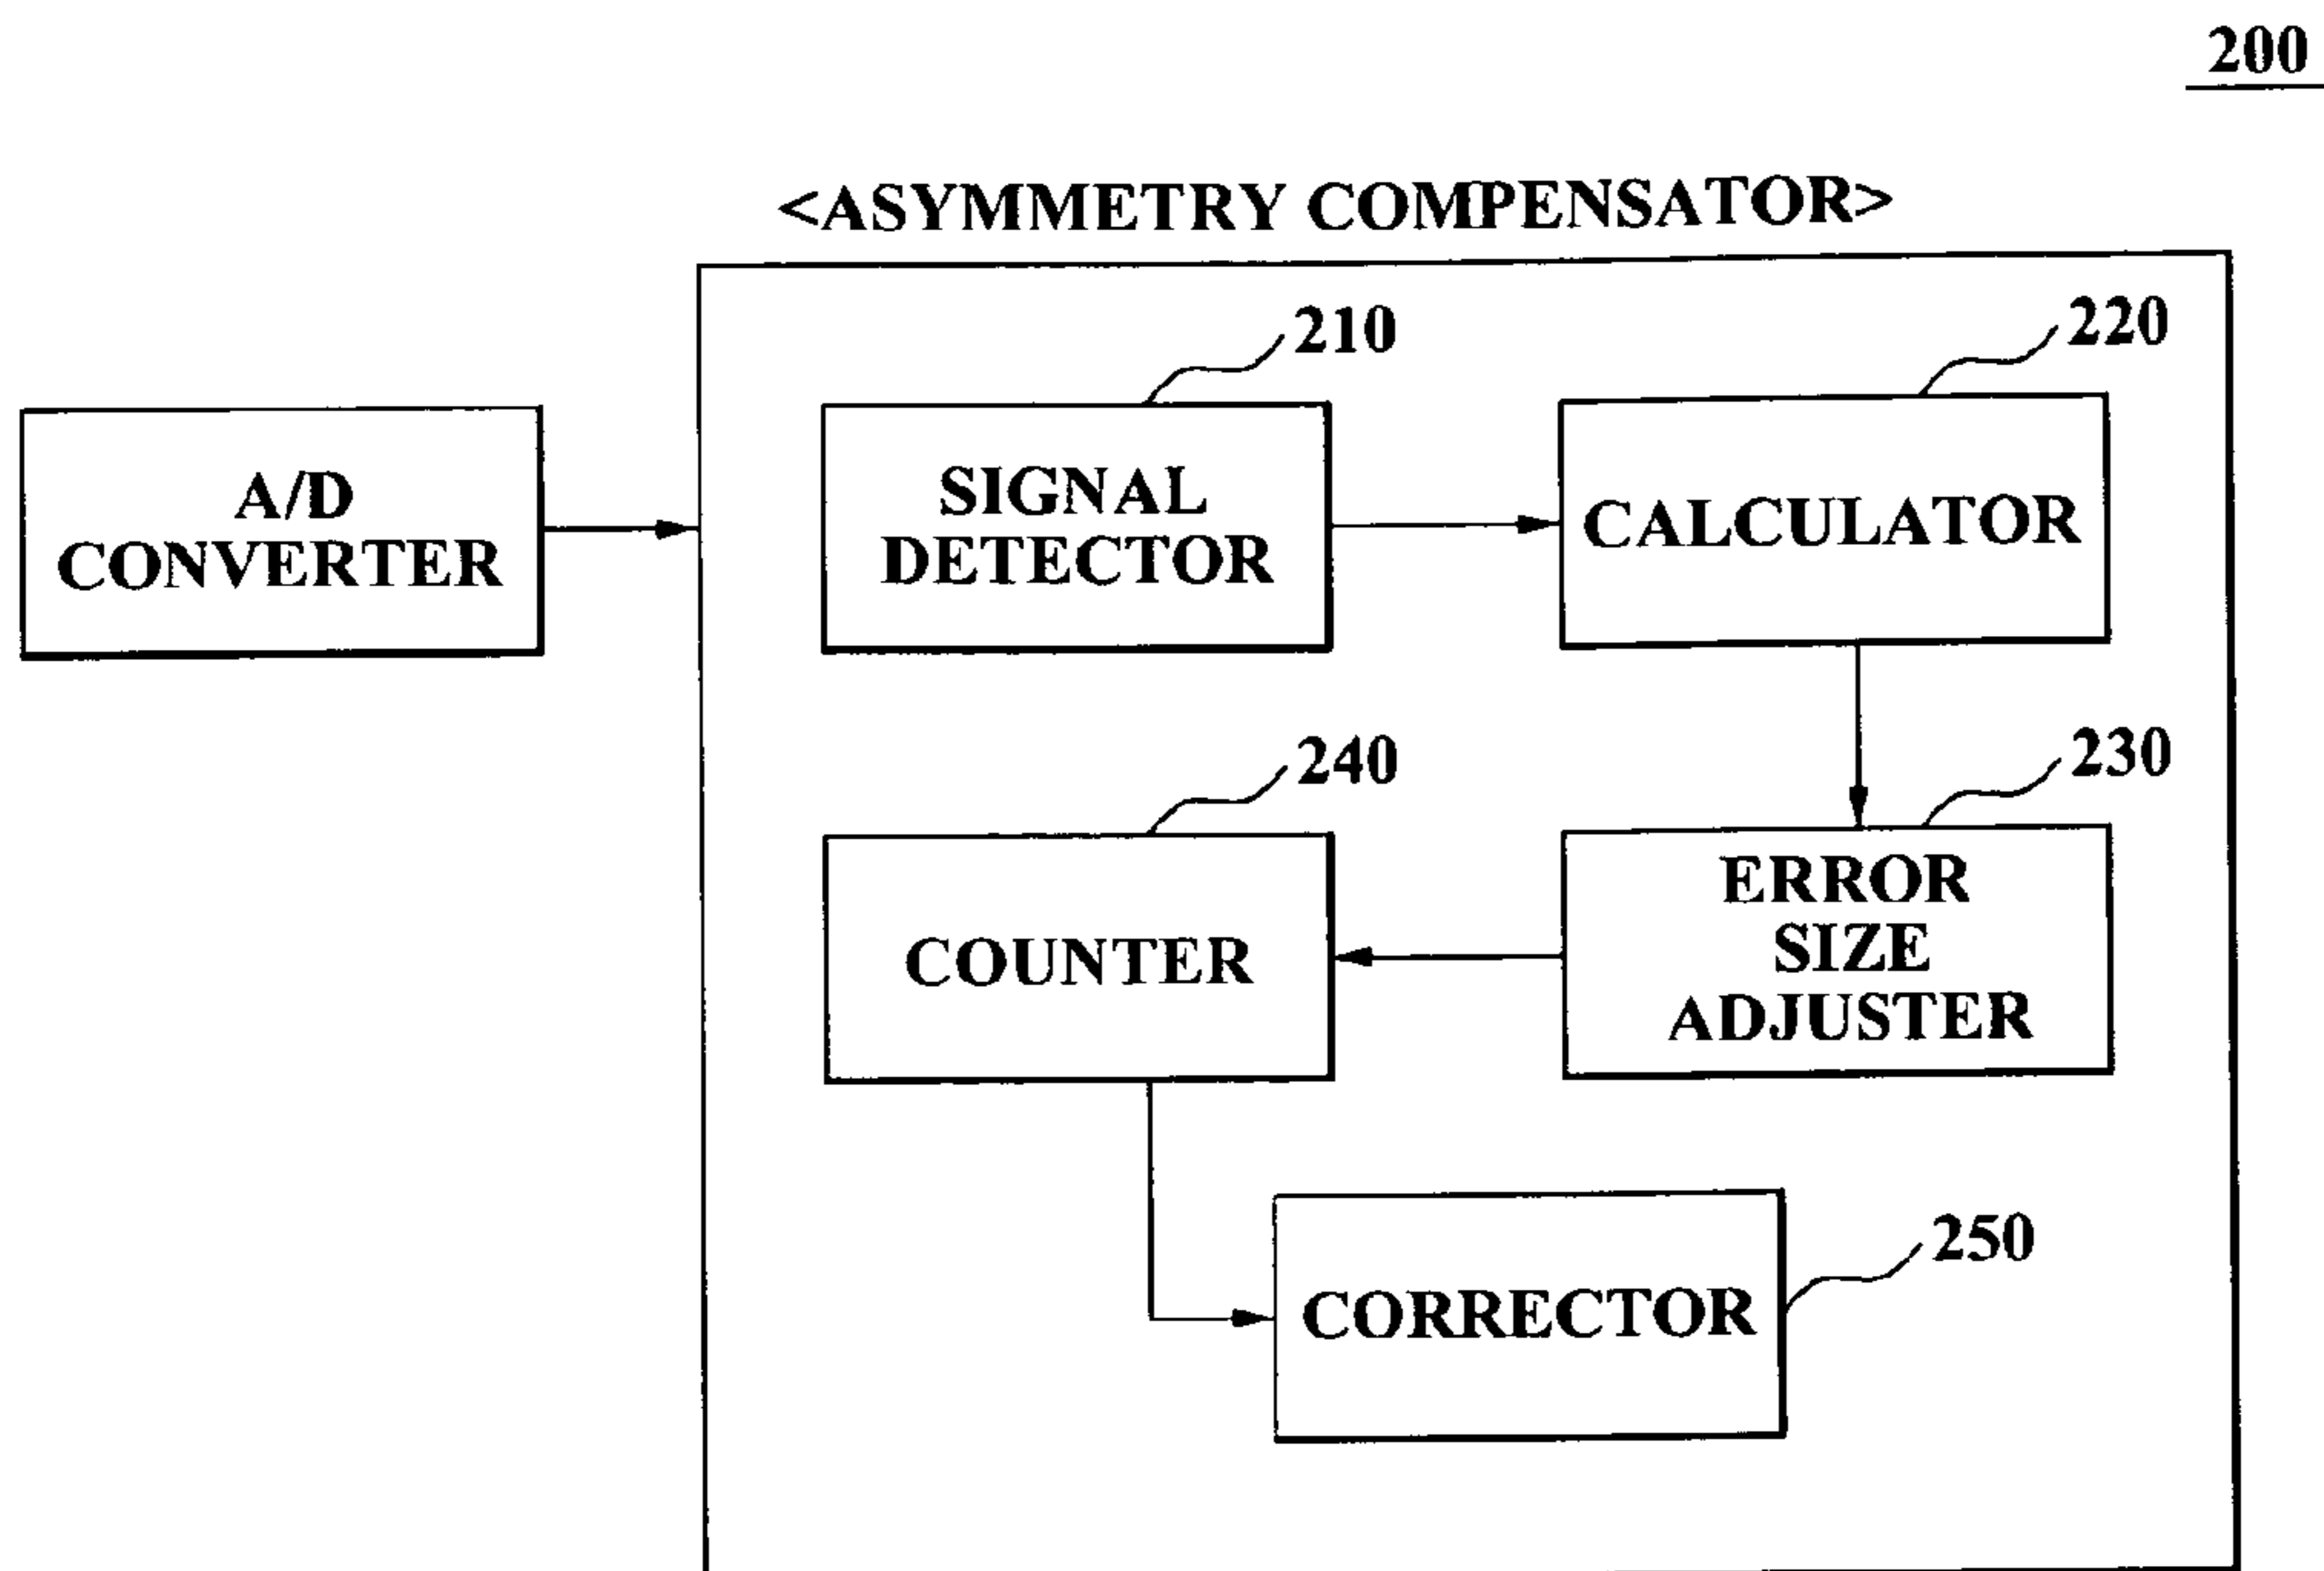 200
<ASYMMETRY COMPENSATOR>
210
220
A/D
CONVERTER
SIGNAL
DETECTOR
CALCULATOR
240
230
COUNTER
ERROR
SIZE
ADJUSTER
250
CORRECTOR